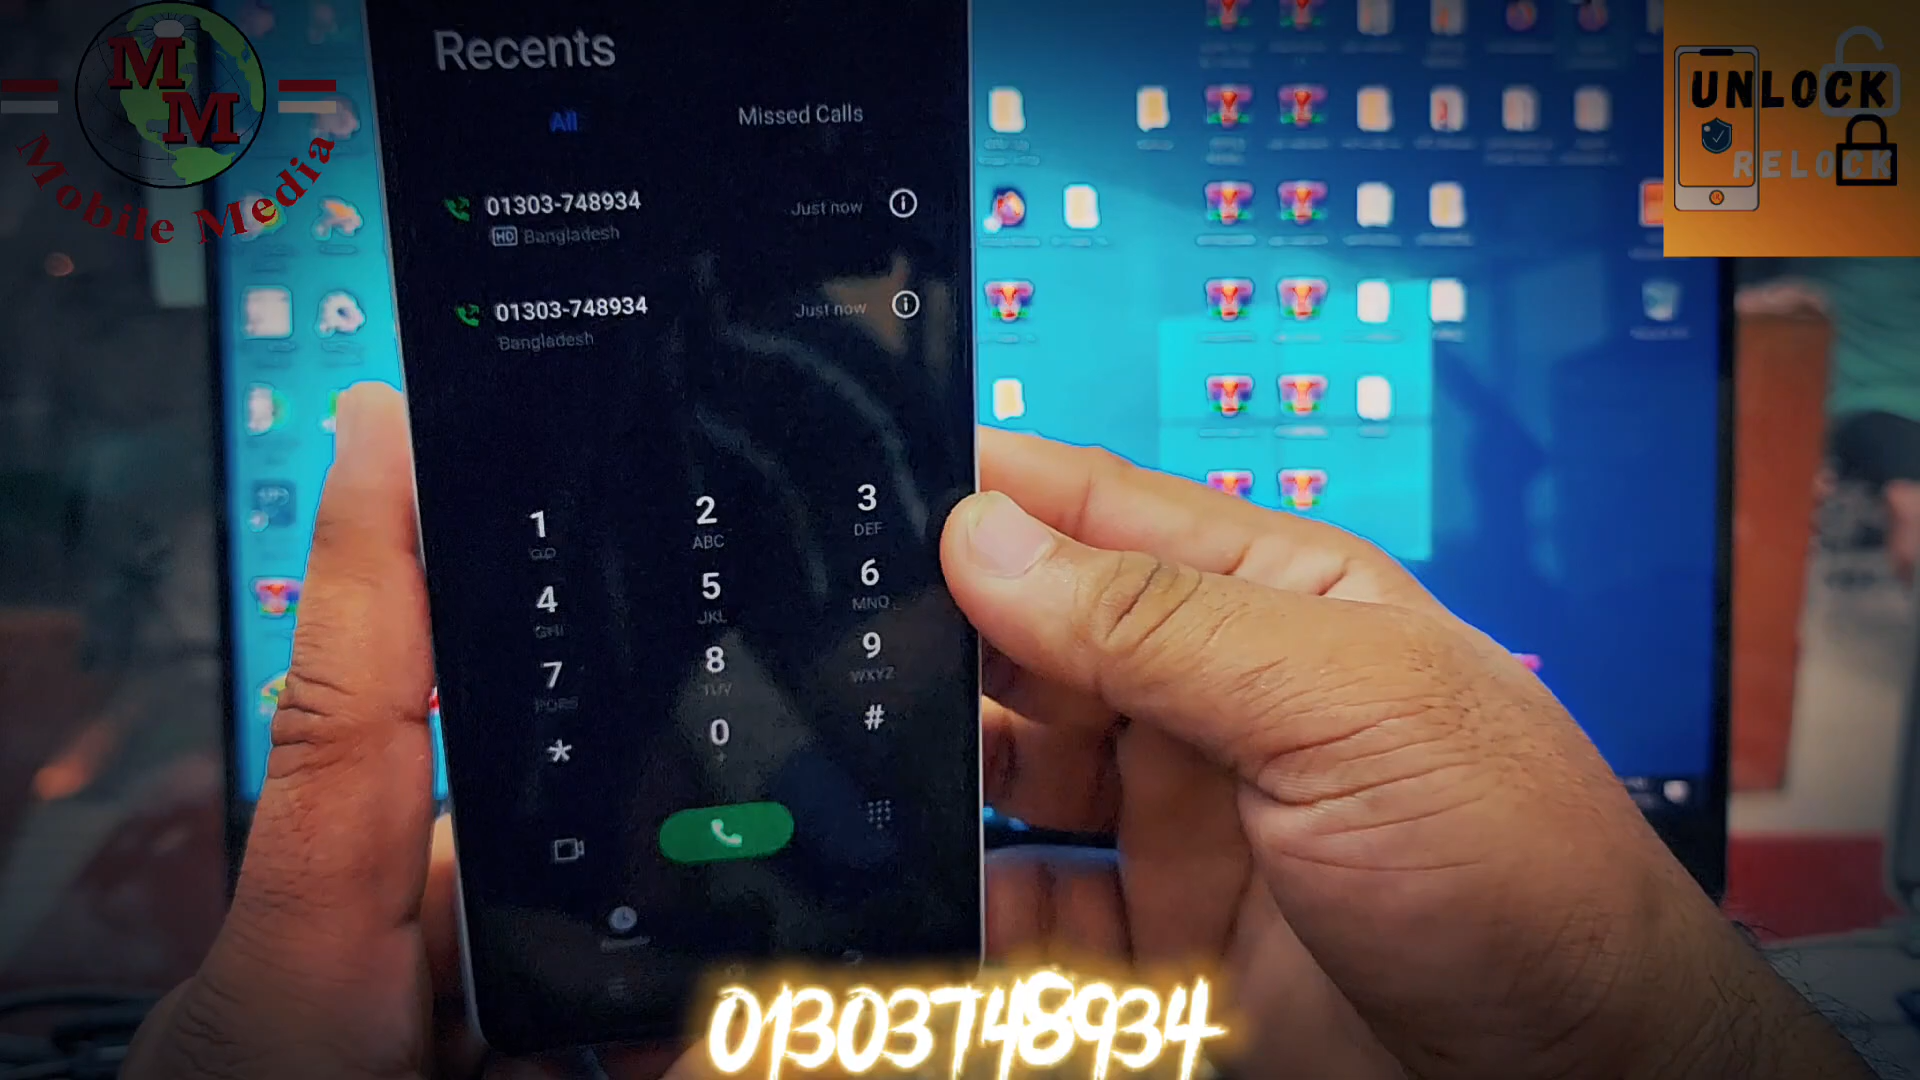 M
M
Mobile Media
UNLOCK
RELOCK
Recents
All
Missed Calls
01303-748934
Just now
HD Bangladesh
01303-748934
Just now
Bangladesh
1
2
ABC
3
DEF
4
GHI
5
JKL
6
MNO
7
PQRS
8
TUV
9
WXYZ
*
0
#
01303748934